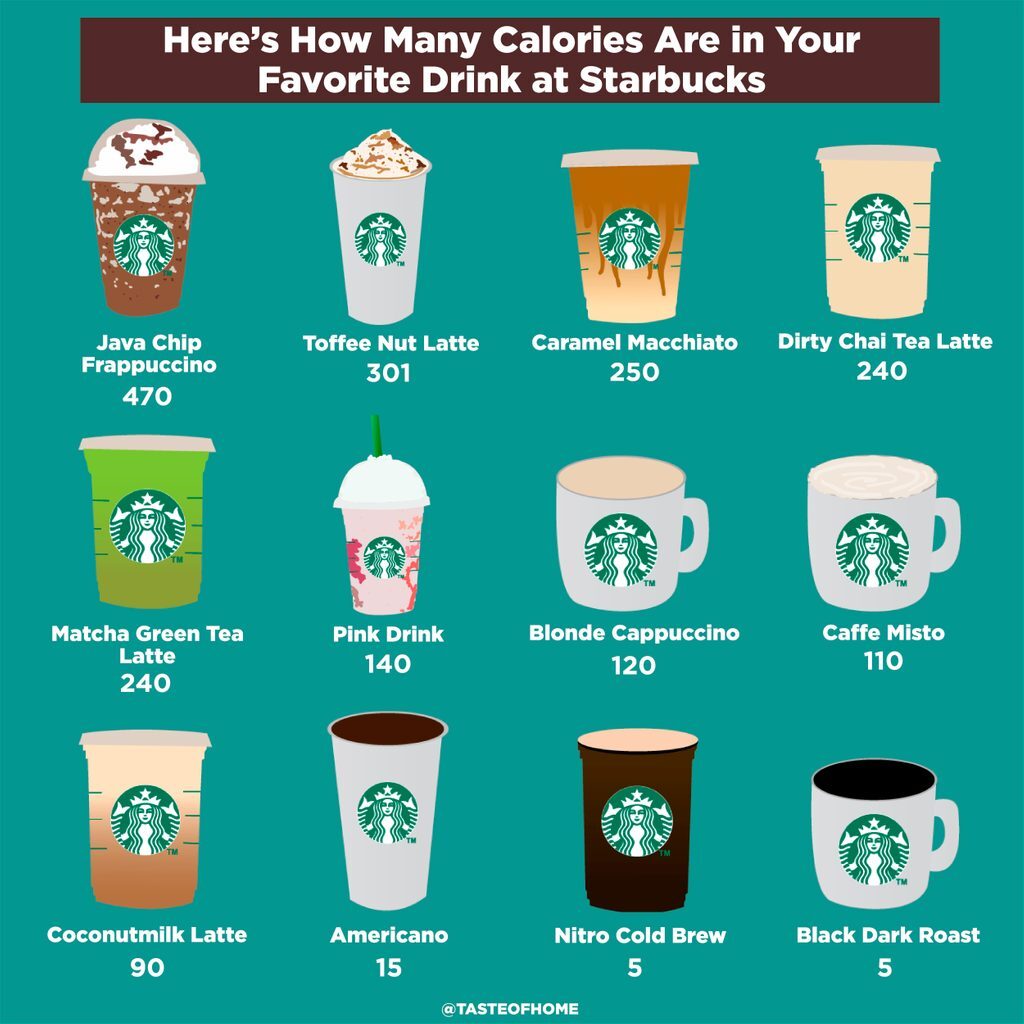 Here's How Many Calories Are in Your
Favorite Drink at Starbucks
Java Chip
Frappuccino
470
Toffee Nut Latte
301
Caramel Macchiato
250
Dirty Chai Tea Latte
240
Matcha Green Tea
Latte
240
Pink Drink
140
Blonde Cappuccino
120
Caffe Misto
110
Coconutmilk Latte
90
Americano
15
Nitro Cold Brew
5
Black Dark Roast
5
@TASTEOFHOME